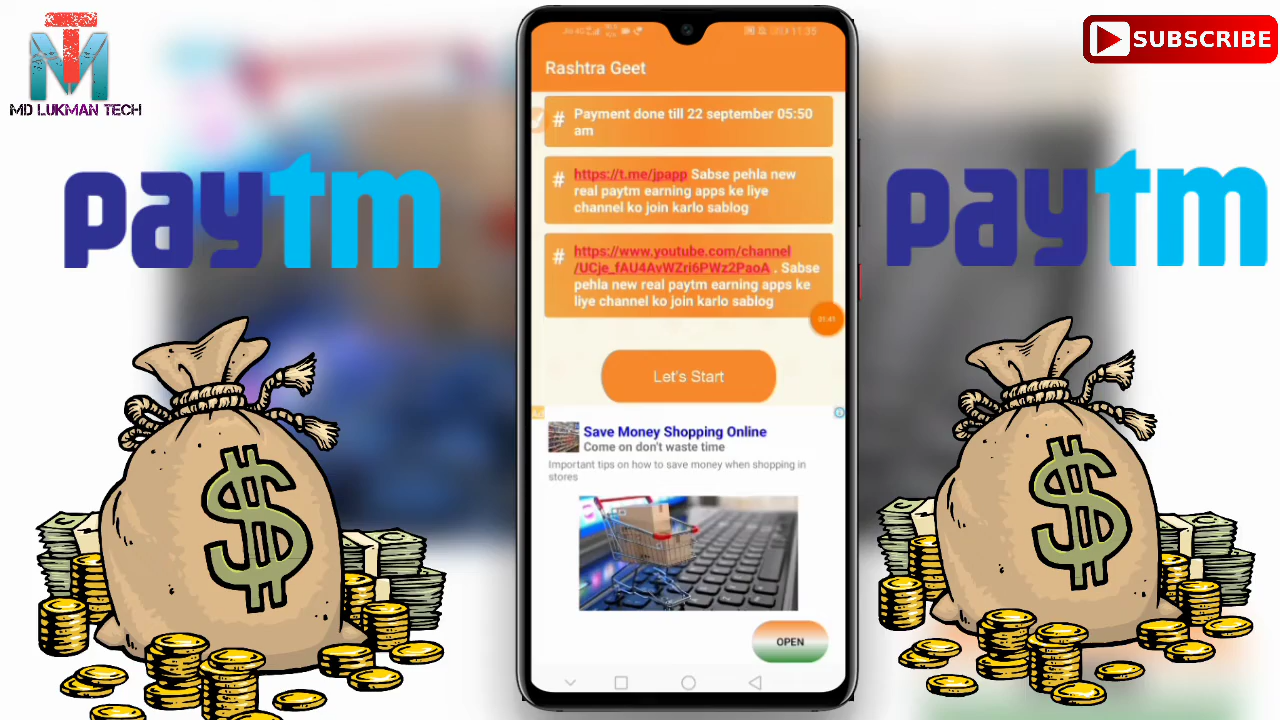 MD LUKMAN TECH
SUBSCRIBE
paytm
paytm
11:35
Rashtra Geet
# Payment done till 22 september 05:50
am
# https://t.me/jpapp Sabse pehla new
real paytm earning apps ke liye
channel ko join karlo sablog
# https://www.youtube.com/channel
/UCje_fAU4AvWZri6PWz2PaoA . Sabse
pehla new real paytm earning apps ke
liye channel ko join karlo sablog
01:41
Let's Start
Save Money Shopping Online
Come on don't waste time
Important tips on how to save money when shopping in
stores
OPEN